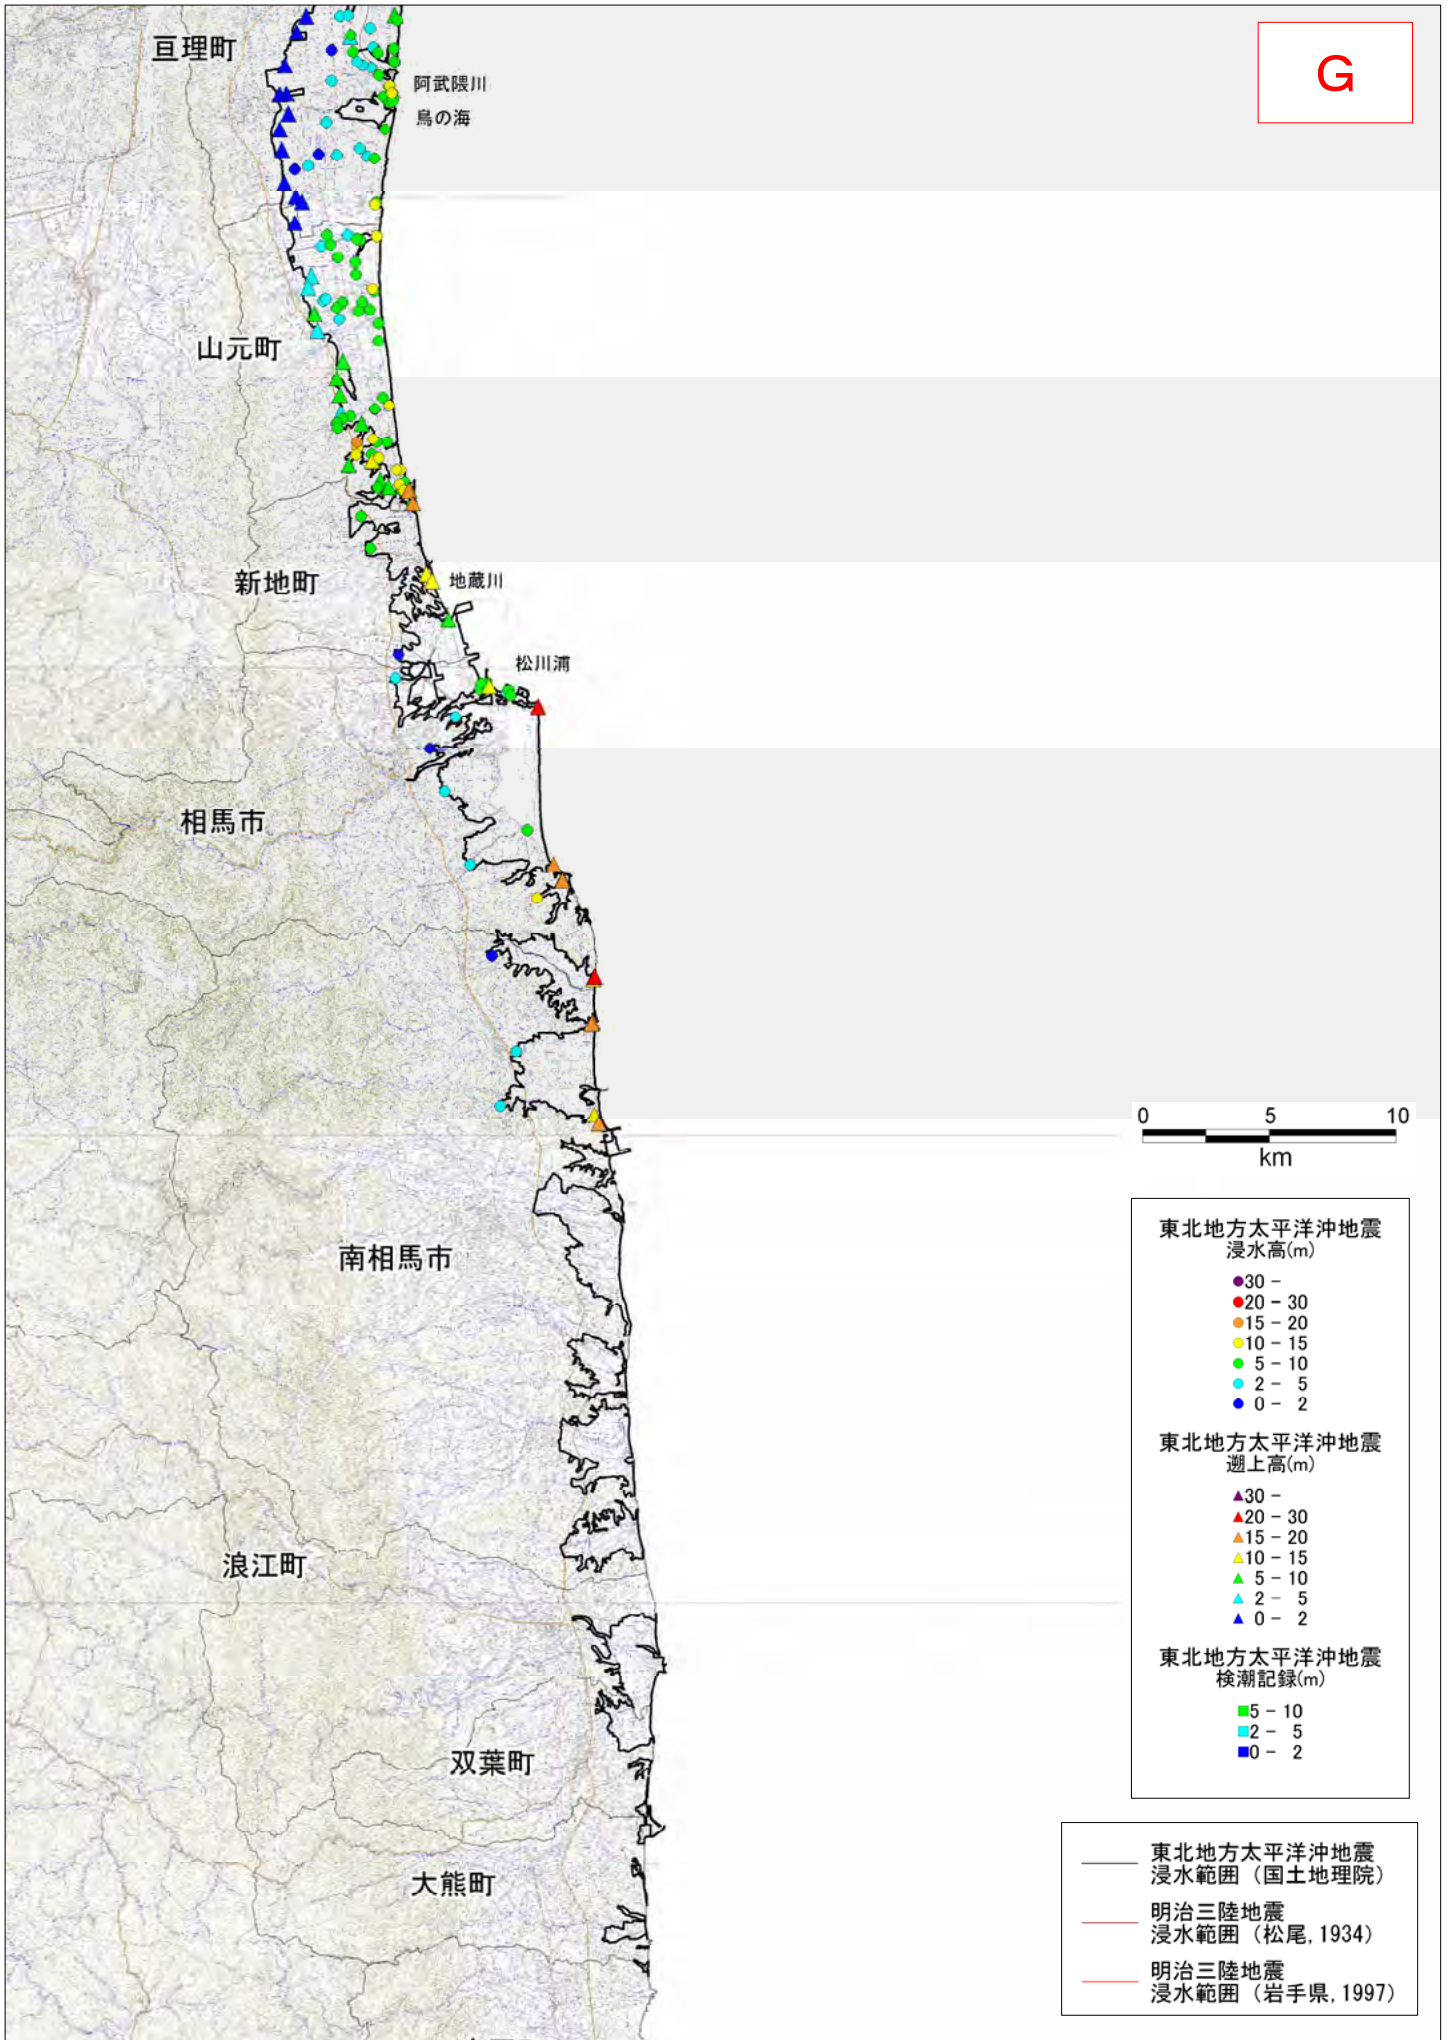 G
亘理町
阿武隈川
鳥の海
山元町
新地町
地蔵川
松川浦
相馬市
南相馬市
浪江町
双葉町
大熊町
0 5 10
km
東北地方太平洋沖地震
浸水高(m)
30 -
20 - 30
15 - 20
10 - 15
5 - 10
2 - 5
0 - 2
東北地方太平洋沖地震
遡上高(m)
30 -
20 - 30
15 - 20
10 - 15
5 - 10
2 - 5
0 - 2
東北地方太平洋沖地震
検潮記録(m)
5 - 10
2 - 5
0 - 2
東北地方太平洋沖地震
浸水範囲（国土地理院）
明治三陸地震
浸水範囲（松尾, 1934）
明治三陸地震
浸水範囲（岩手県, 1997）